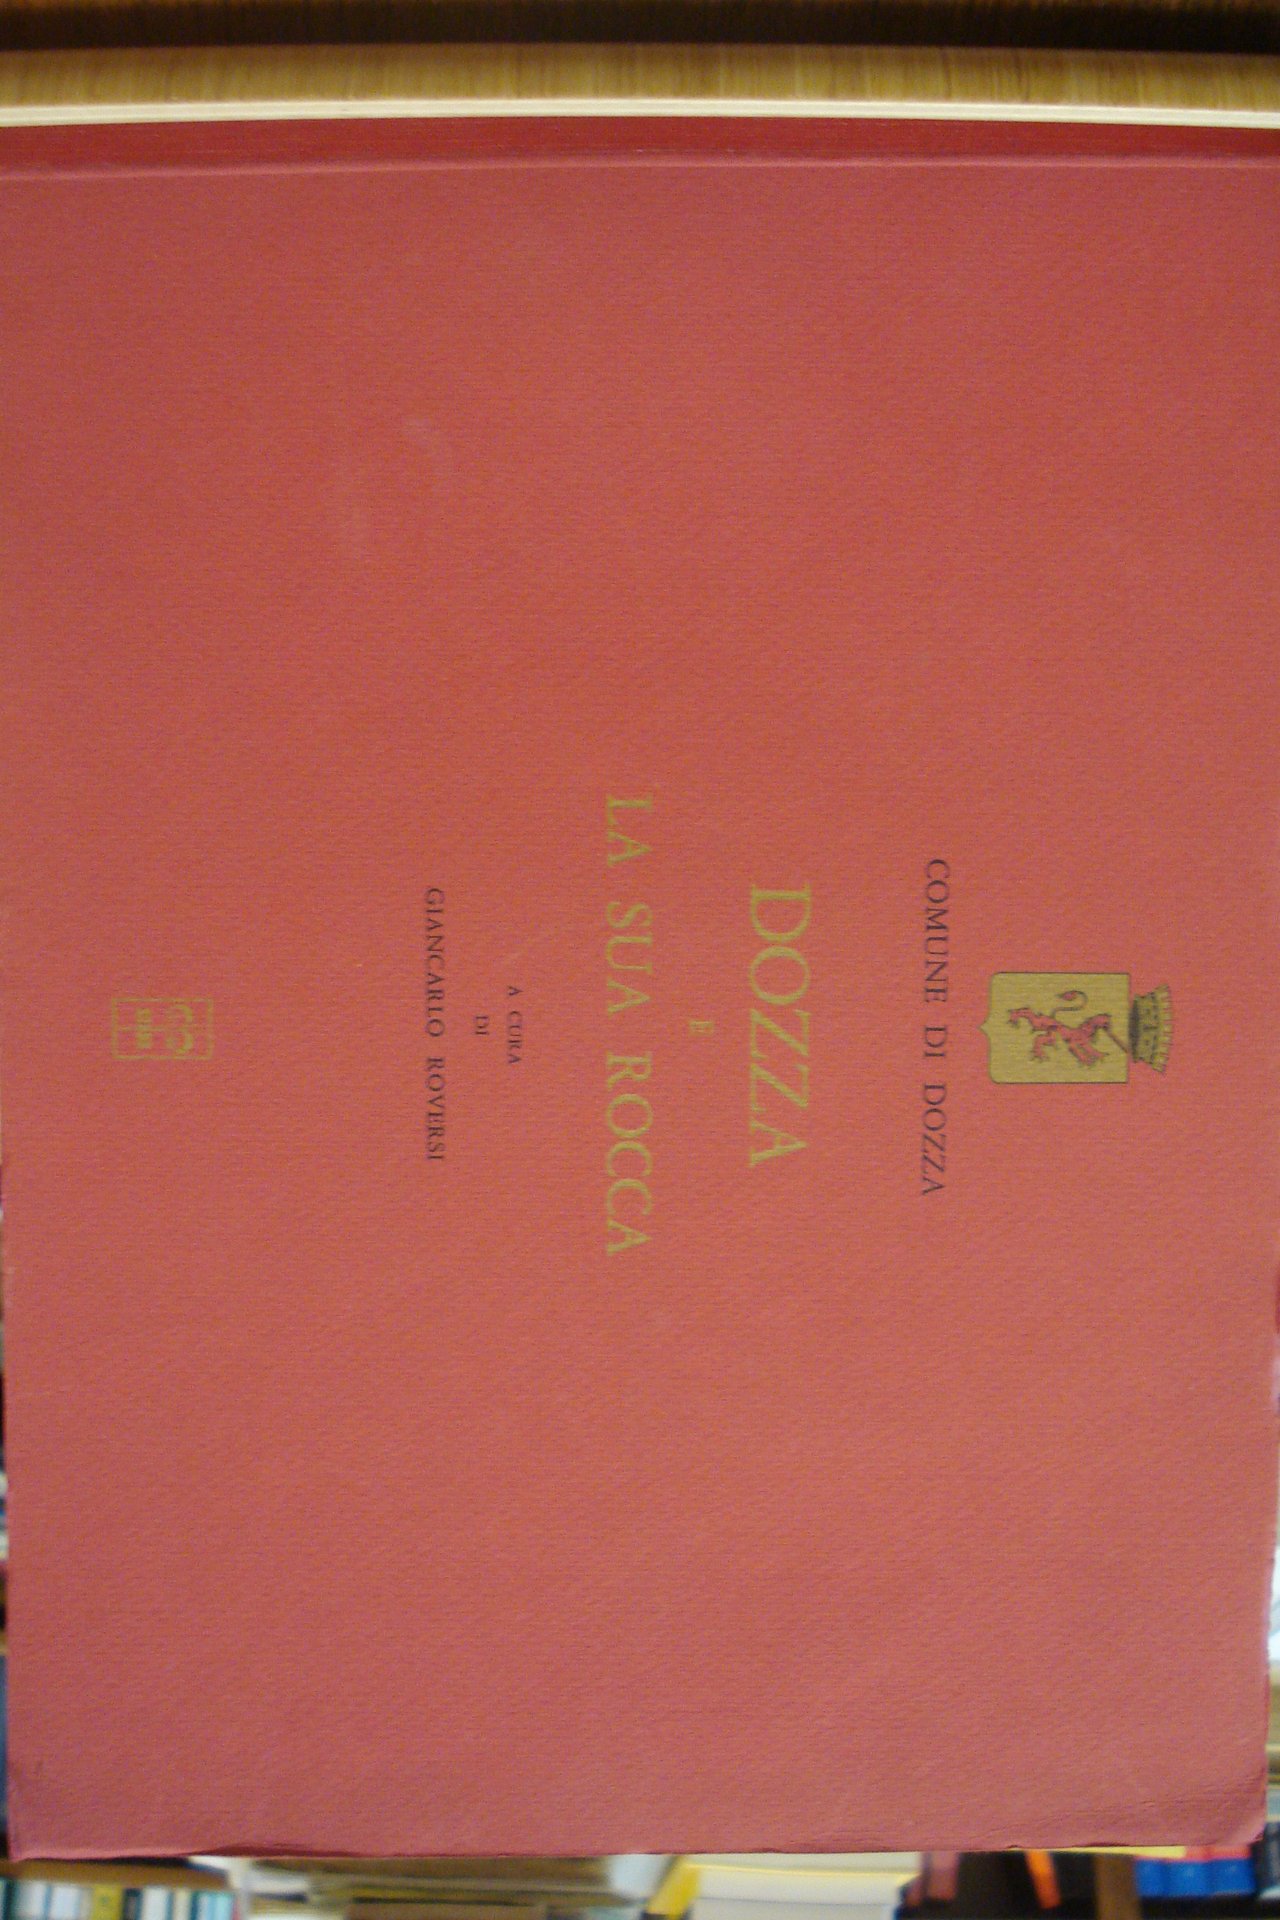 COMUNE DI DOZZA
DOZZA
E
LA SUA ROCCA
A CURA
DI
GIANCARLO ROVERSI